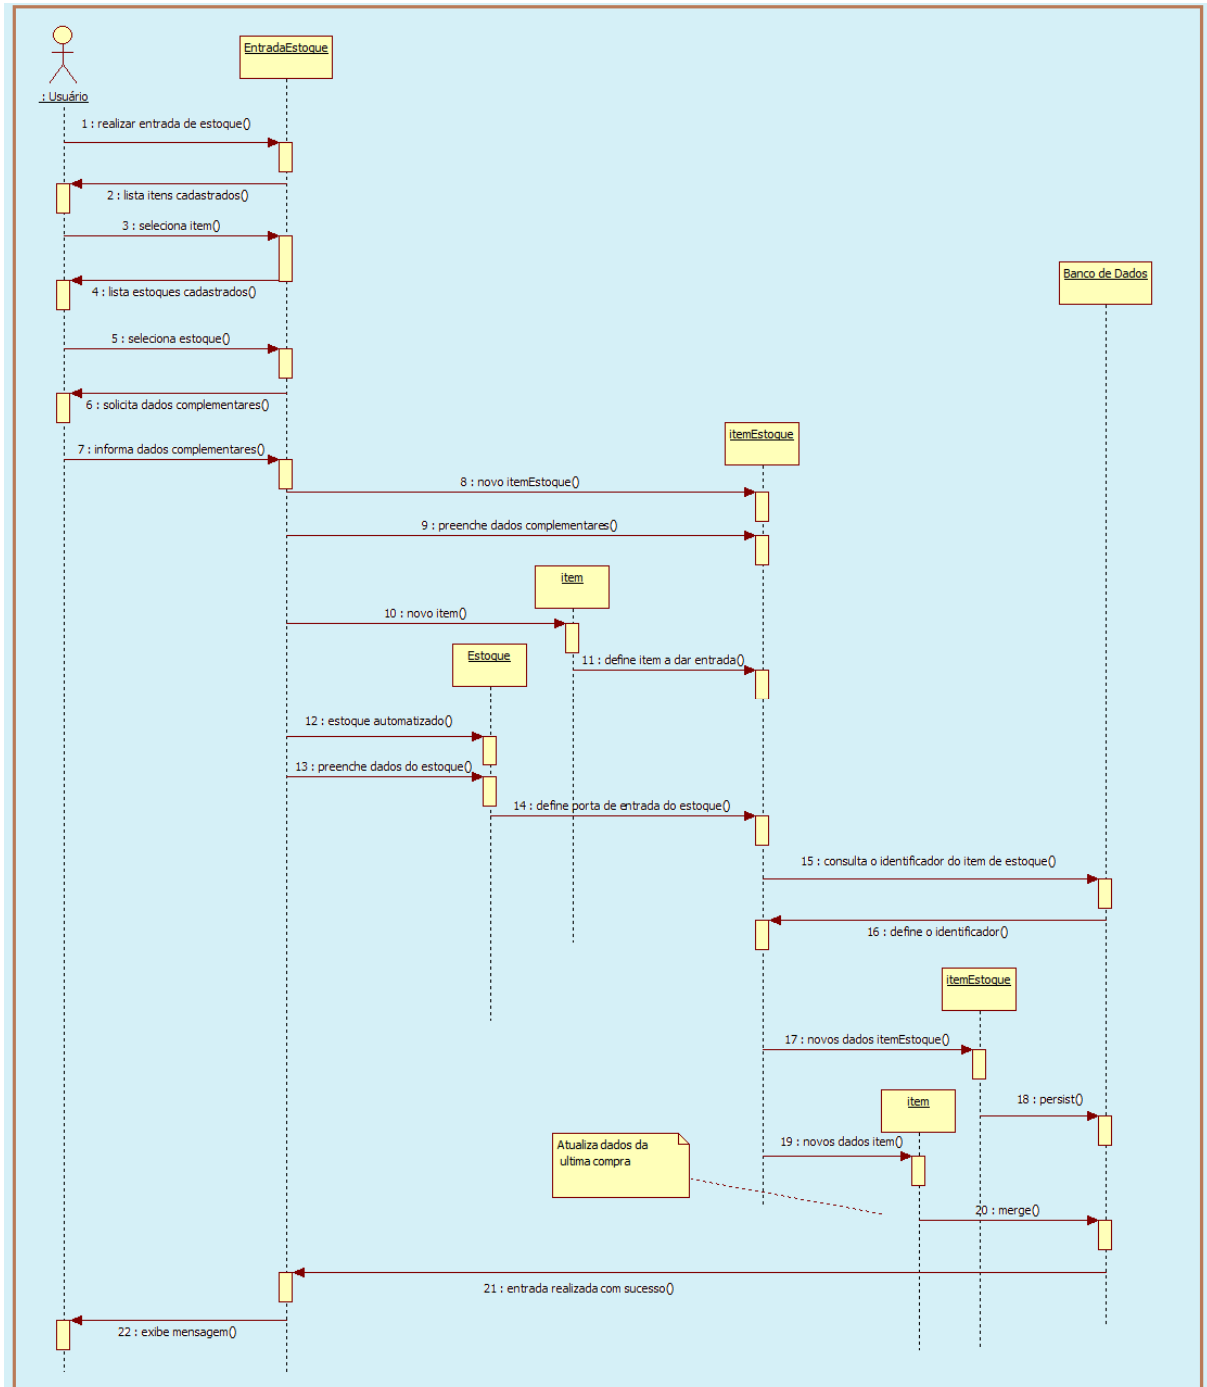 EntradaEstoque
: Usuário
1 : realizar entrada de estoque()
2 : lista itens cadastrados()
3 : seleciona item()
Banco de Dados
4 : lista estoques cadastrados()
5 : seleciona estoque()
6 : solicita dados complementares()
itemEstoque
7 : informa dados complementares()
8 : novo itemEstoque()
9 : preenche dados complementares()
item
10 : novo item()
Estoque
11 : define item a dar entrada()
12 : estoque automatizado()
13 : preenche dados do estoque()
14 : define porta de entrada do estoque()
15 : consulta o identificador do item de estoque()
16 : define o identificador()
itemEstoque
17 : novos dados itemEstoque()
18 : persist()
item
Atualiza dados da
ultima compra
19 : novos dados item()
20 : merge()
21 : entrada realizada com sucesso()
22 : exibe mensagem()